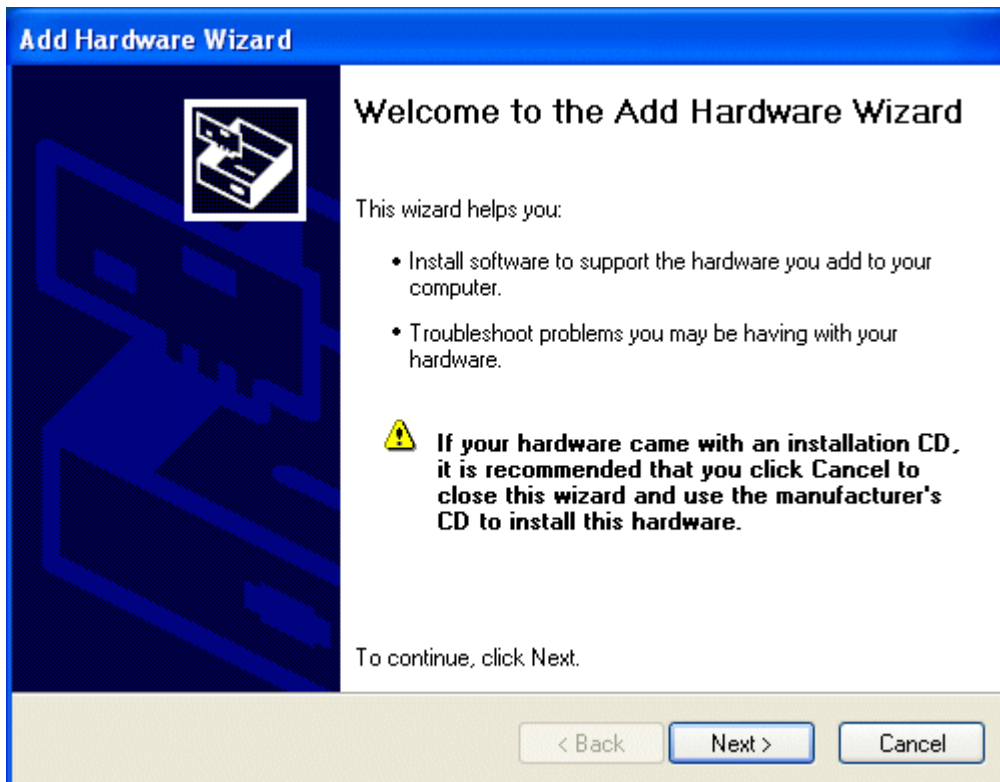 Add Hardware Wizard
Welcome to the Add Hardware Wizard
This wizard helps you:
• Install software to support the hardware you add to your
computer.
• Troubleshoot problems you may be having with your
hardware.
If your hardware came with an installation CD,
it is recommended that you click Cancel to
close this wizard and use the manufacturer's
CD to install this hardware.
To continue, click Next.
< Back Next > Cancel